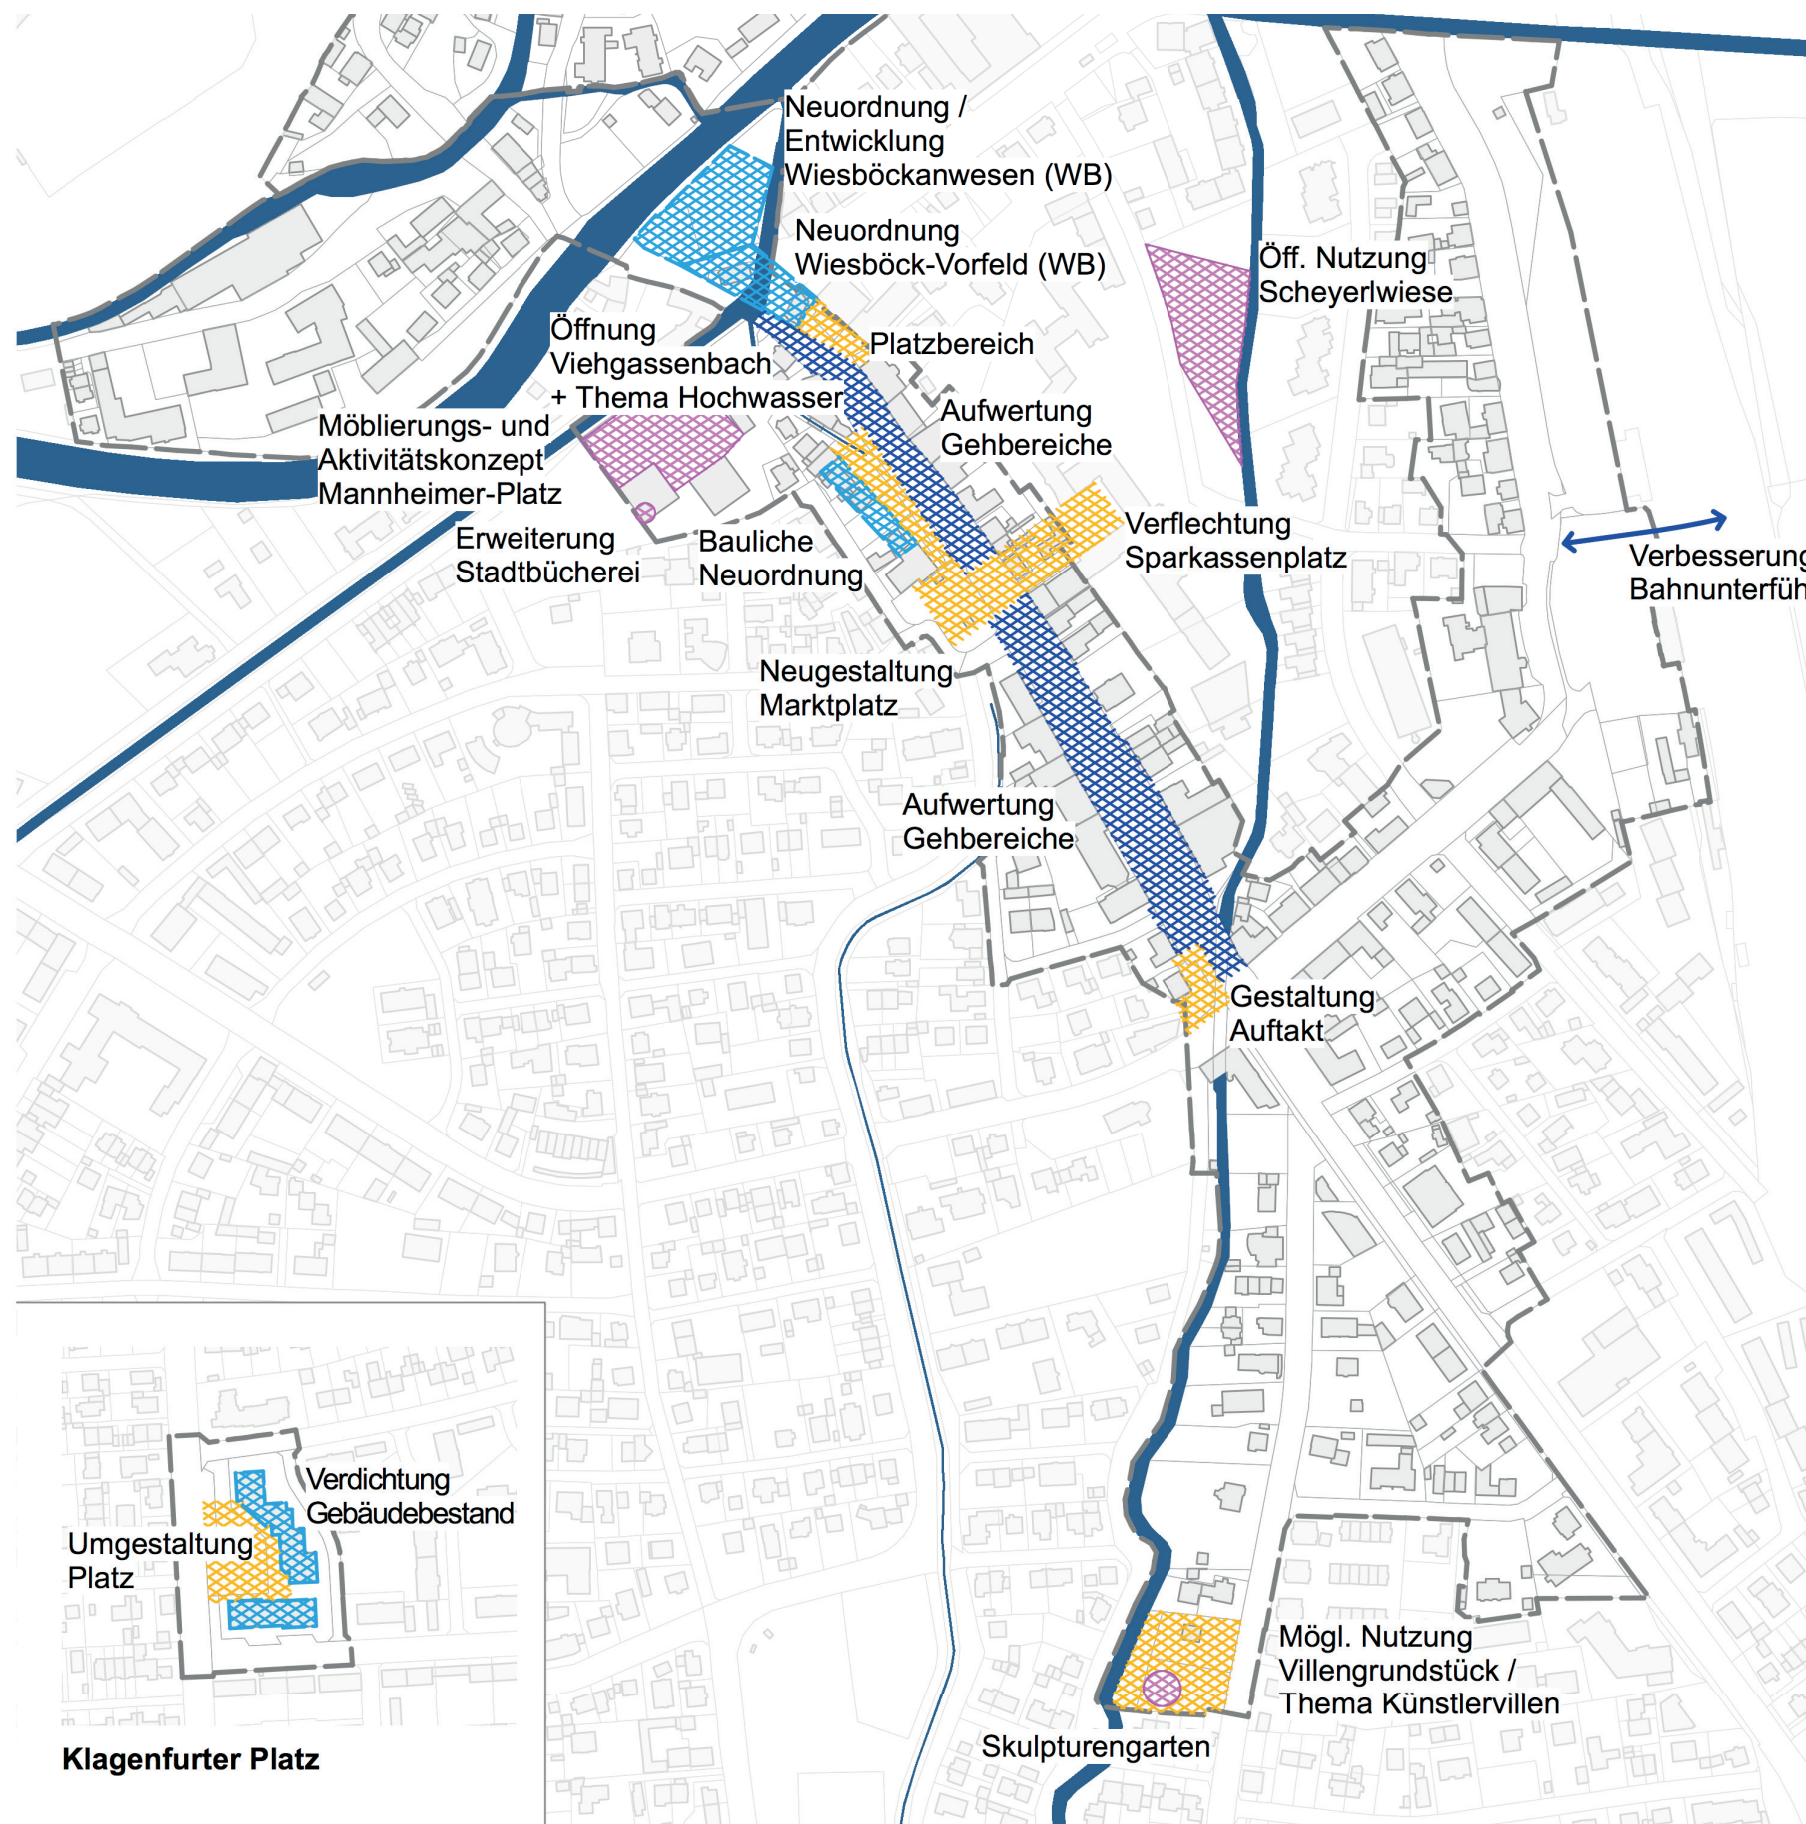 Neuordnung /
Entwicklung
Wiesböckanwesen (WB)
Neuordnung
Wiesböck-Vorfeld (WB)
Öff. Nutzung
Scheyerlwiese
Öffnung
Viehgassenbach
+ Thema Hochwasser
Platzbereich
Möblierungs- und
Aktivitätskonzept
Mannheimer-Platz
Aufwertung
Gehbereiche
Erweiterung
Stadtbücherei
Bauliche
Neuordnung
Verflechtung
Sparkassenplatz
Verbesserung
Bahnunterfüh
Neugestaltung
Marktplatz
Aufwertung
Gehbereiche
Gestaltung
Auftakt
Verdichtung
Gebäudebestand
Umgestaltung
Platz
Klagenfurter Platz
Mögl. Nutzung
Villengrundstück /
Thema Künstlervillen
Skulpturengarten